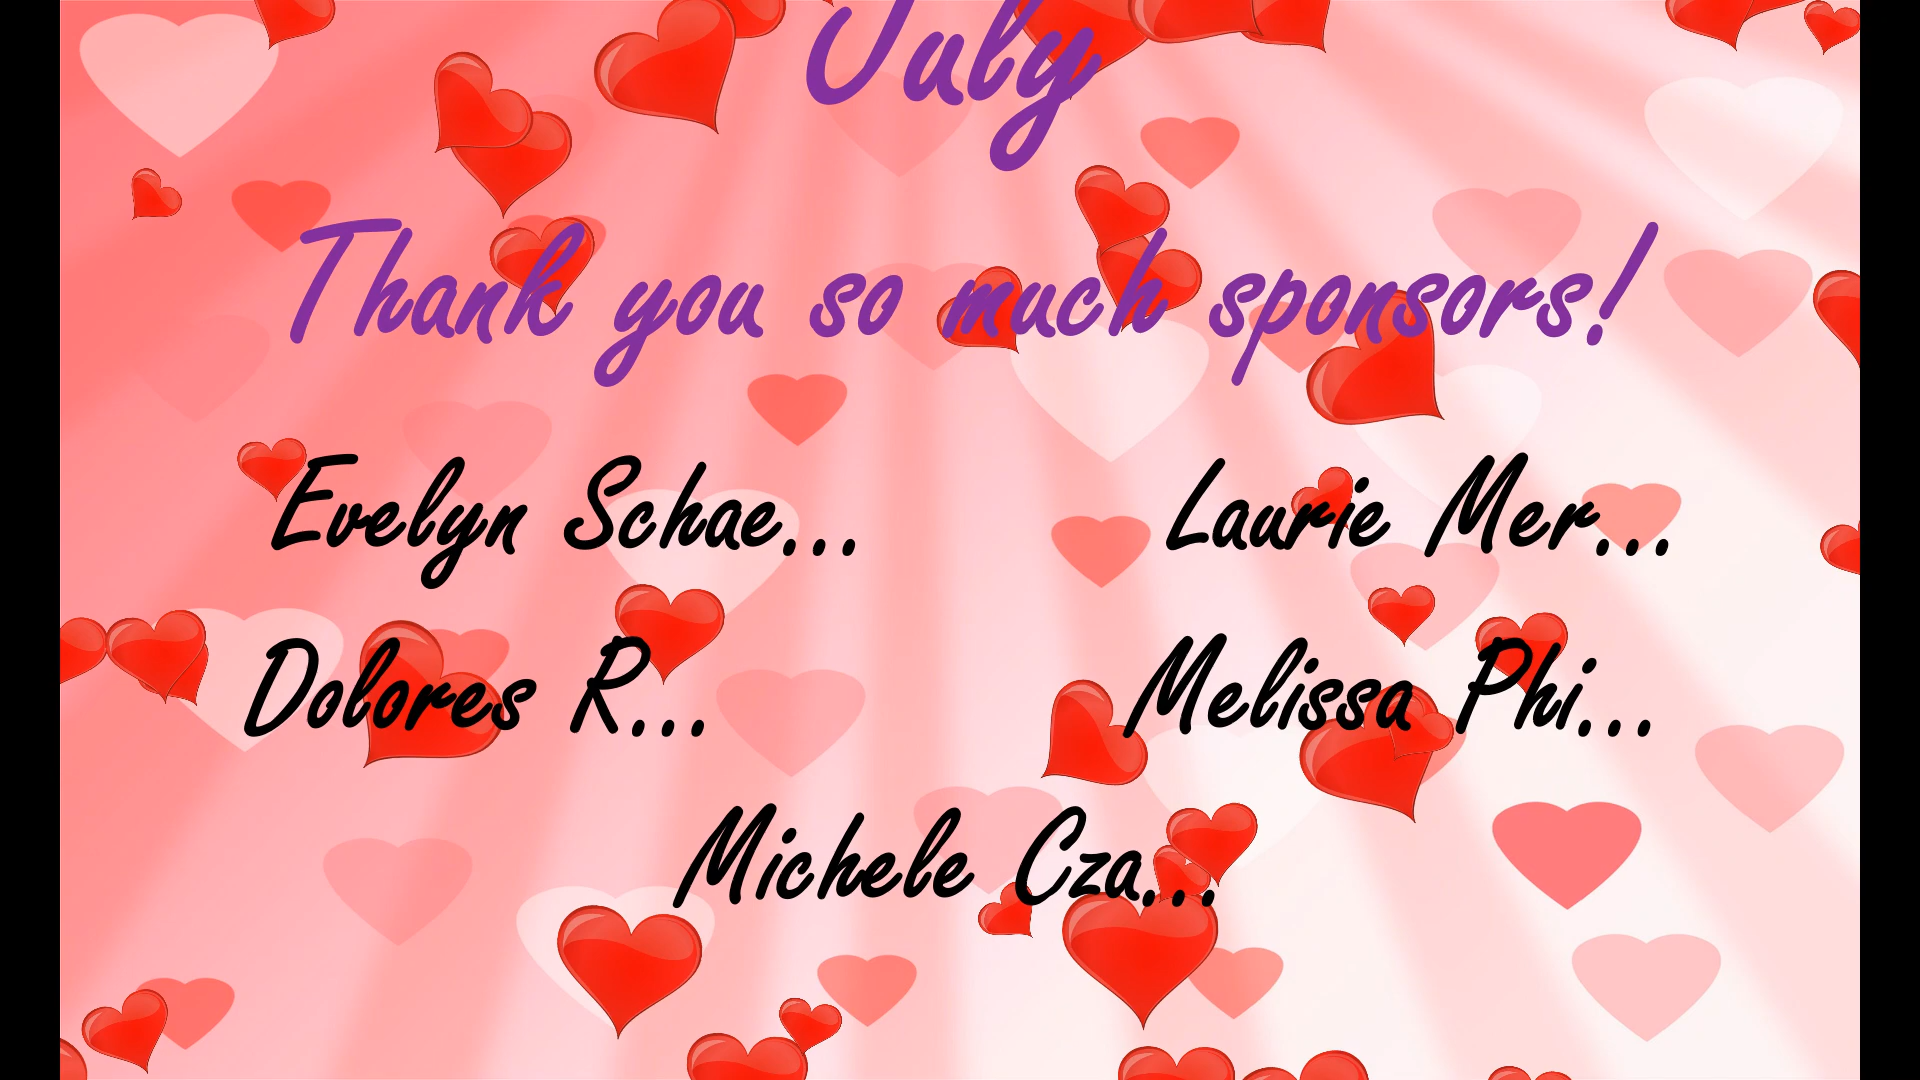 July
Thank you so much sponsors!
Evelyn Schae... Laurie Mer...
Dolores R... Melissa Phi...
Michele Cza...